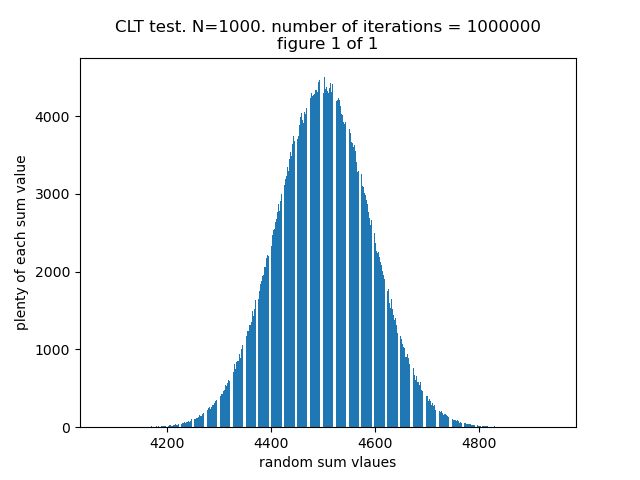 CLT test. N=1000. number of iterations = 1000000
figure 1 of 1
plenty of each sum value
4000
3000
2000
1000
0
4200 4400 4600 4800
random sum vlaues